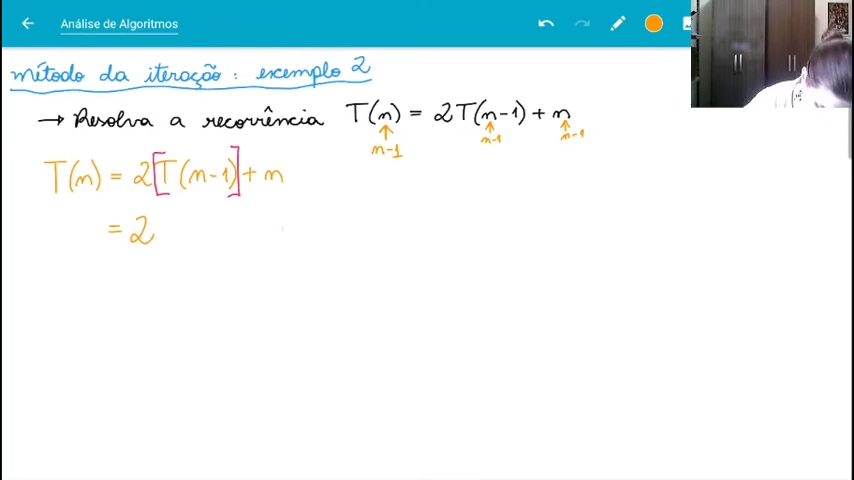 Análise de Algoritmos
método da iteração: exemplo 2
→ Resolva a recorrência T(n) = 2T(n-1) + n
↑ n-1 ↑ n-1 ↑ n-1
T(n) = 2[T(n-1)] + n
= 2